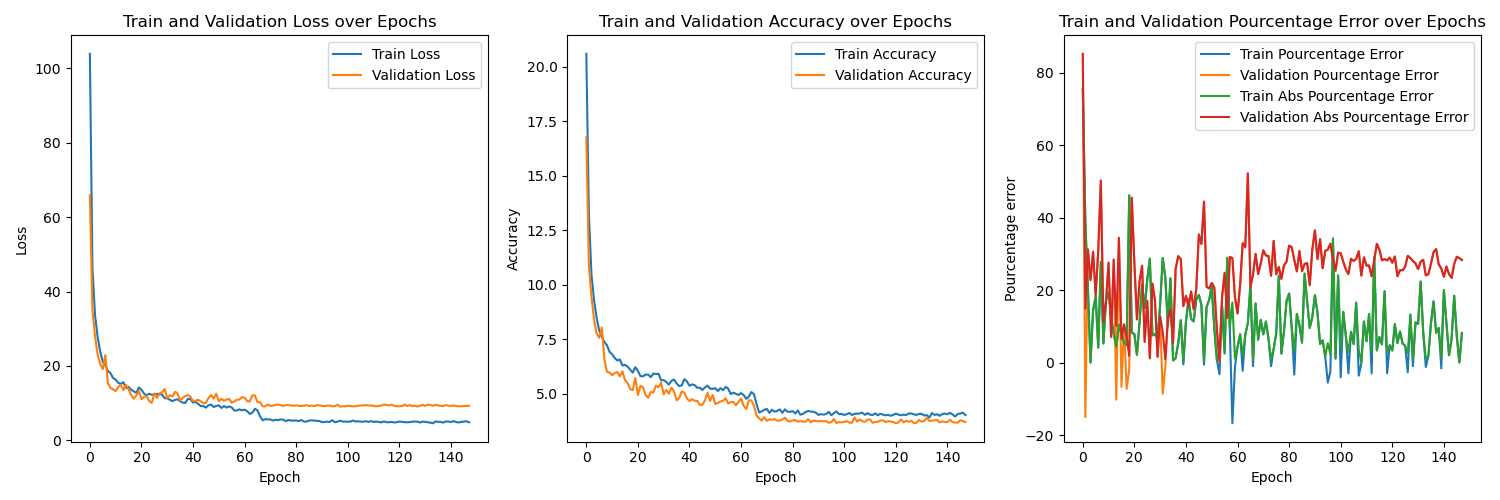 Train and Validation Loss over Epochs
Loss
100
80
60
40
20
0
0 20 40 60 80 100 120 140
Epoch
Train Loss
Validation Loss
Train and Validation Accuracy over Epochs
Accuracy
20.0
17.5
15.0
12.5
10.0
7.5
5.0
0 20 40 60 80 100 120 140
Epoch
Train Accuracy
Validation Accuracy
Train and Validation Pourcentage Error over Epochs
Pourcentage error
80
60
40
20
0
−20
0 20 40 60 80 100 120 140
Epoch
Train Pourcentage Error
Validation Pourcentage Error
Train Abs Pourcentage Error
Validation Abs Pourcentage Error